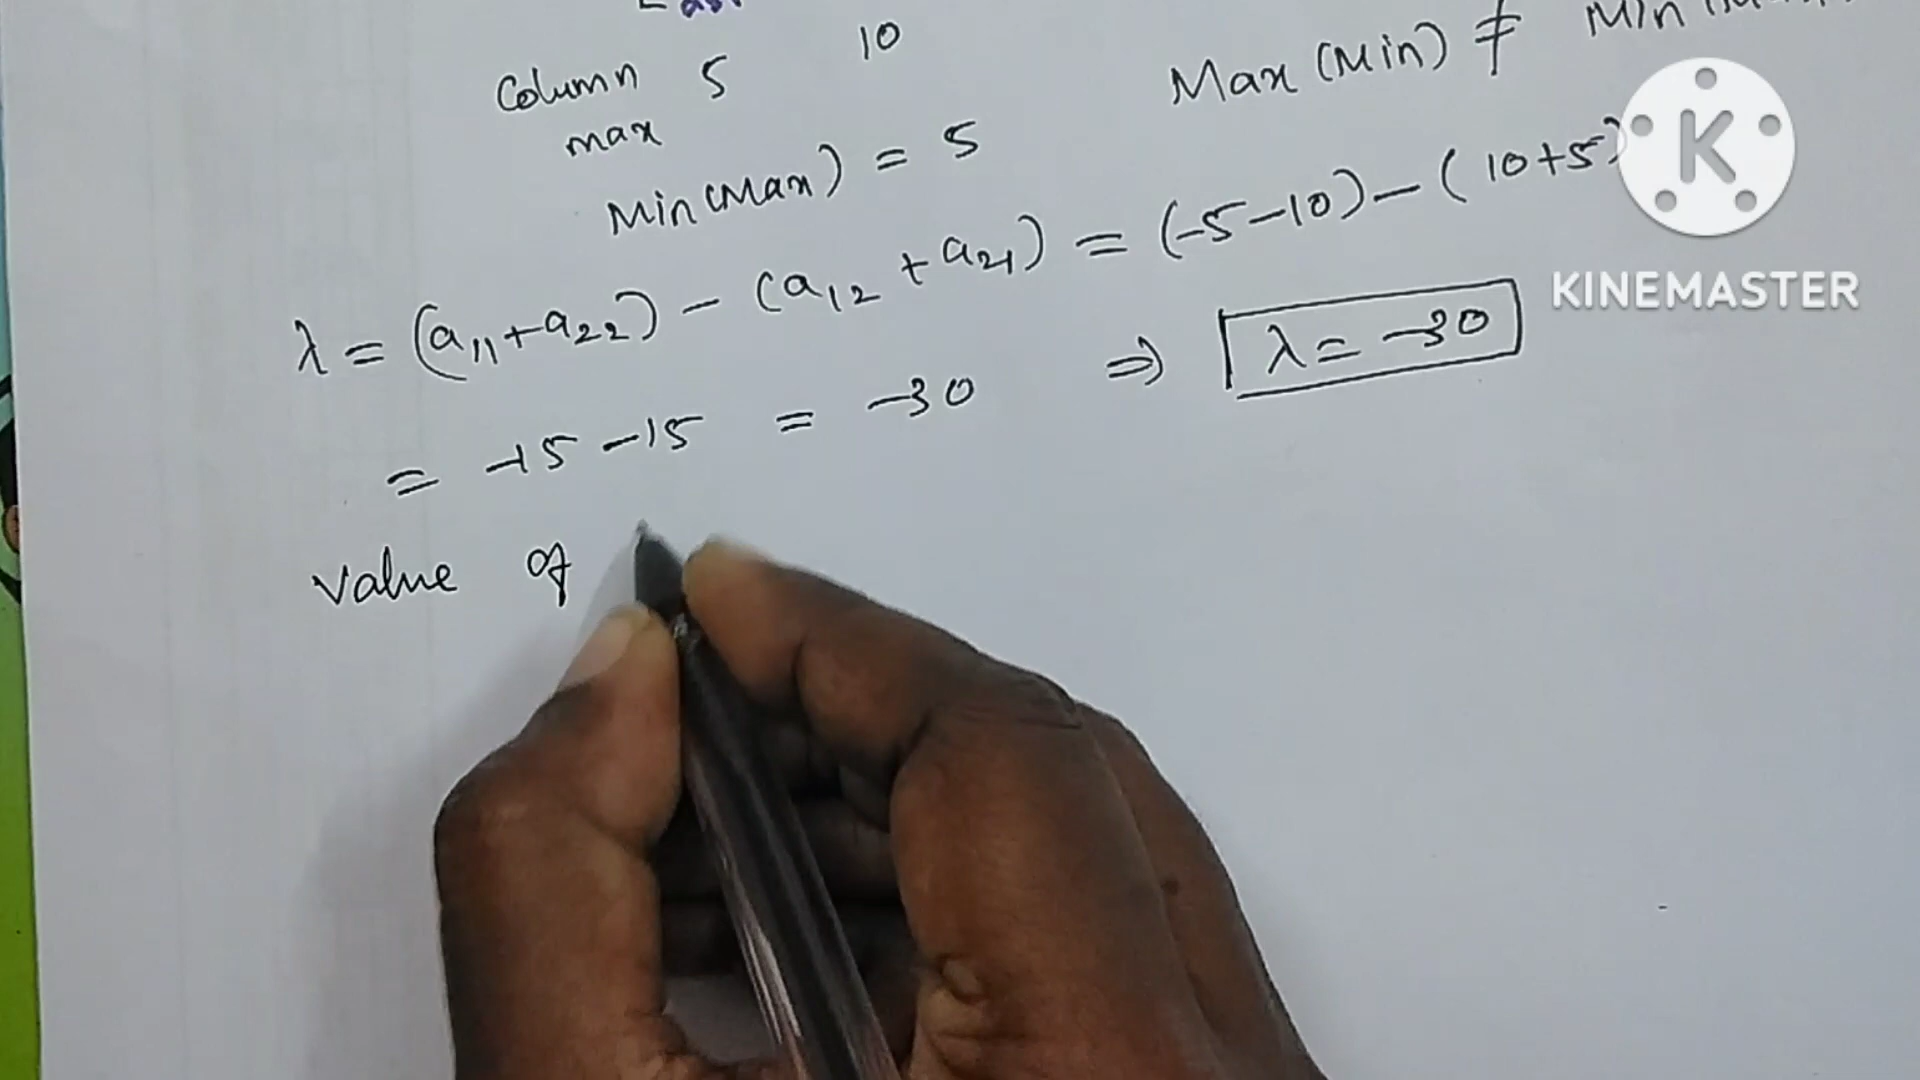 10
Column 5
max
Max (Min) ≠ Min
Min (Max) = 5
λ = (a11+a22) - (a12 + a21) = (-5-10) - (10+5)
= -15 -15 = -30 ⇒ λ = -30
Value of
KINEMASTER